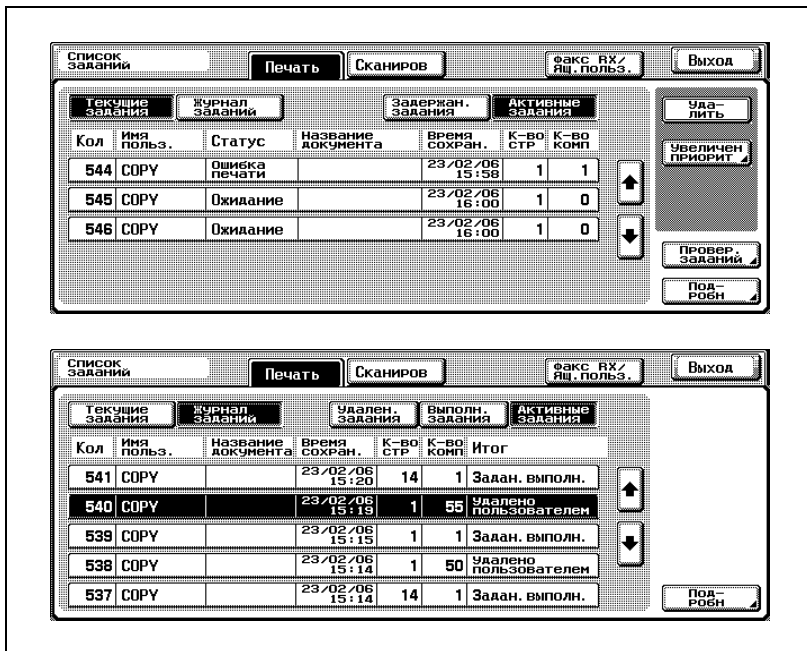 Список
заданий
Печать
Сканиров
Факс RX/
Ящ.польз.
Выход
Текущие
задания
Журнал
заданий
Задержан.
задания
Активные
задания
Уда-
лить
Кол Имя польз. Статус Название документа Время сохран. К-во стр К-во комп
Увеличен
приорит
544 COPY Ошибка печати 23/02/06 15:58 1 1
545 COPY Ожидание 23/02/06 16:00 1 0
546 COPY Ожидание 23/02/06 16:00 1 0
Провер.
заданий
Под-
робн
Список
заданий
Печать
Сканиров
Факс RX/
Ящ.польз.
Выход
Текущие
задания
Журнал
заданий
Удален.
задания
Выполн.
задания
Активные
задания
Кол Имя польз. Название документа Время сохран. К-во стр К-во комп Итог
541 COPY 23/02/06 15:20 14 1 Задан. выполн.
540 COPY 23/02/06 15:19 1 55 Удалено пользователем
539 COPY 23/02/06 15:15 1 1 Задан. выполн.
538 COPY 23/02/06 15:14 1 50 Удалено пользователем
537 COPY 23/02/06 15:14 14 1 Задан. выполн.
Под-
робн